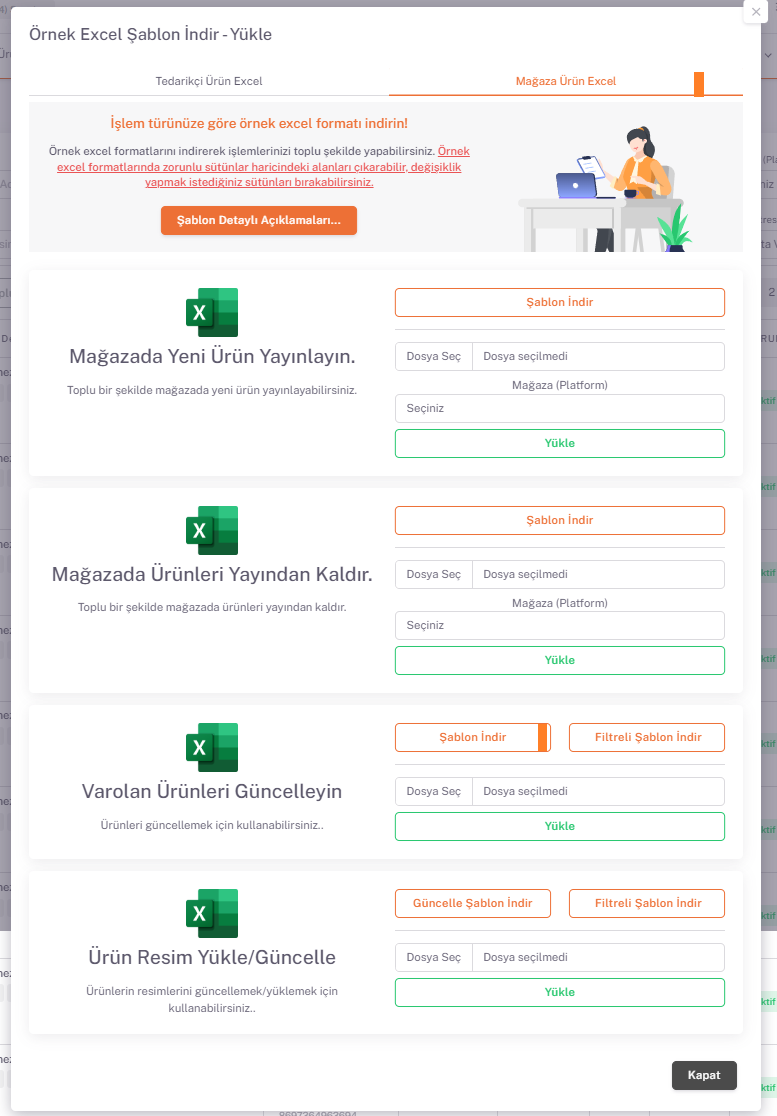 Örnek Excel Şablon İndir - Yükle
Tedarikçi Ürün Excel
Mağaza Ürün Excel
İşlem türünüze göre örnek excel formatı indirin!
Örnek excel formatlarını indirerek işlemlerinizi toplu şekilde yapabilirsiniz. Örnek
excel formatlarında zorunlu sütünlar haricindeki alanları çıkarabilir, değişiklik
yapmak istediğiniz sütünları bırakabilirsiniz.
Şablon Detaylı Açıklamaları...
Şablon İndir
Mağazada Yeni Ürün Yayınlayın.
Toplu bir şekilde mağazada yeni ürün yayınlayabilirsiniz.
Dosya Seç Dosya seçilmedi
Mağaza (Platform)
Seçiniz
Yükle
Şablon İndir
Mağazada Ürünleri Yayından Kaldır.
Toplu bir şekilde mağazada ürünleri yayından kaldır.
Dosya Seç Dosya seçilmedi
Mağaza (Platform)
Seçiniz
Yükle
Şablon İndir
Filtreli Şablon İndir
Varolan Ürünleri Güncelleyin
Ürünleri güncellemek için kullanabilirsiniz..
Dosya Seç Dosya seçilmedi
Yükle
Güncelle Şablon İndir
Filtreli Şablon İndir
Ürün Resim Yükle/Güncelle
Ürünlerin resimlerini güncellemek/yüklemek için
kullanabilirsiniz..
Dosya Seç Dosya seçilmedi
Yükle
Kapat